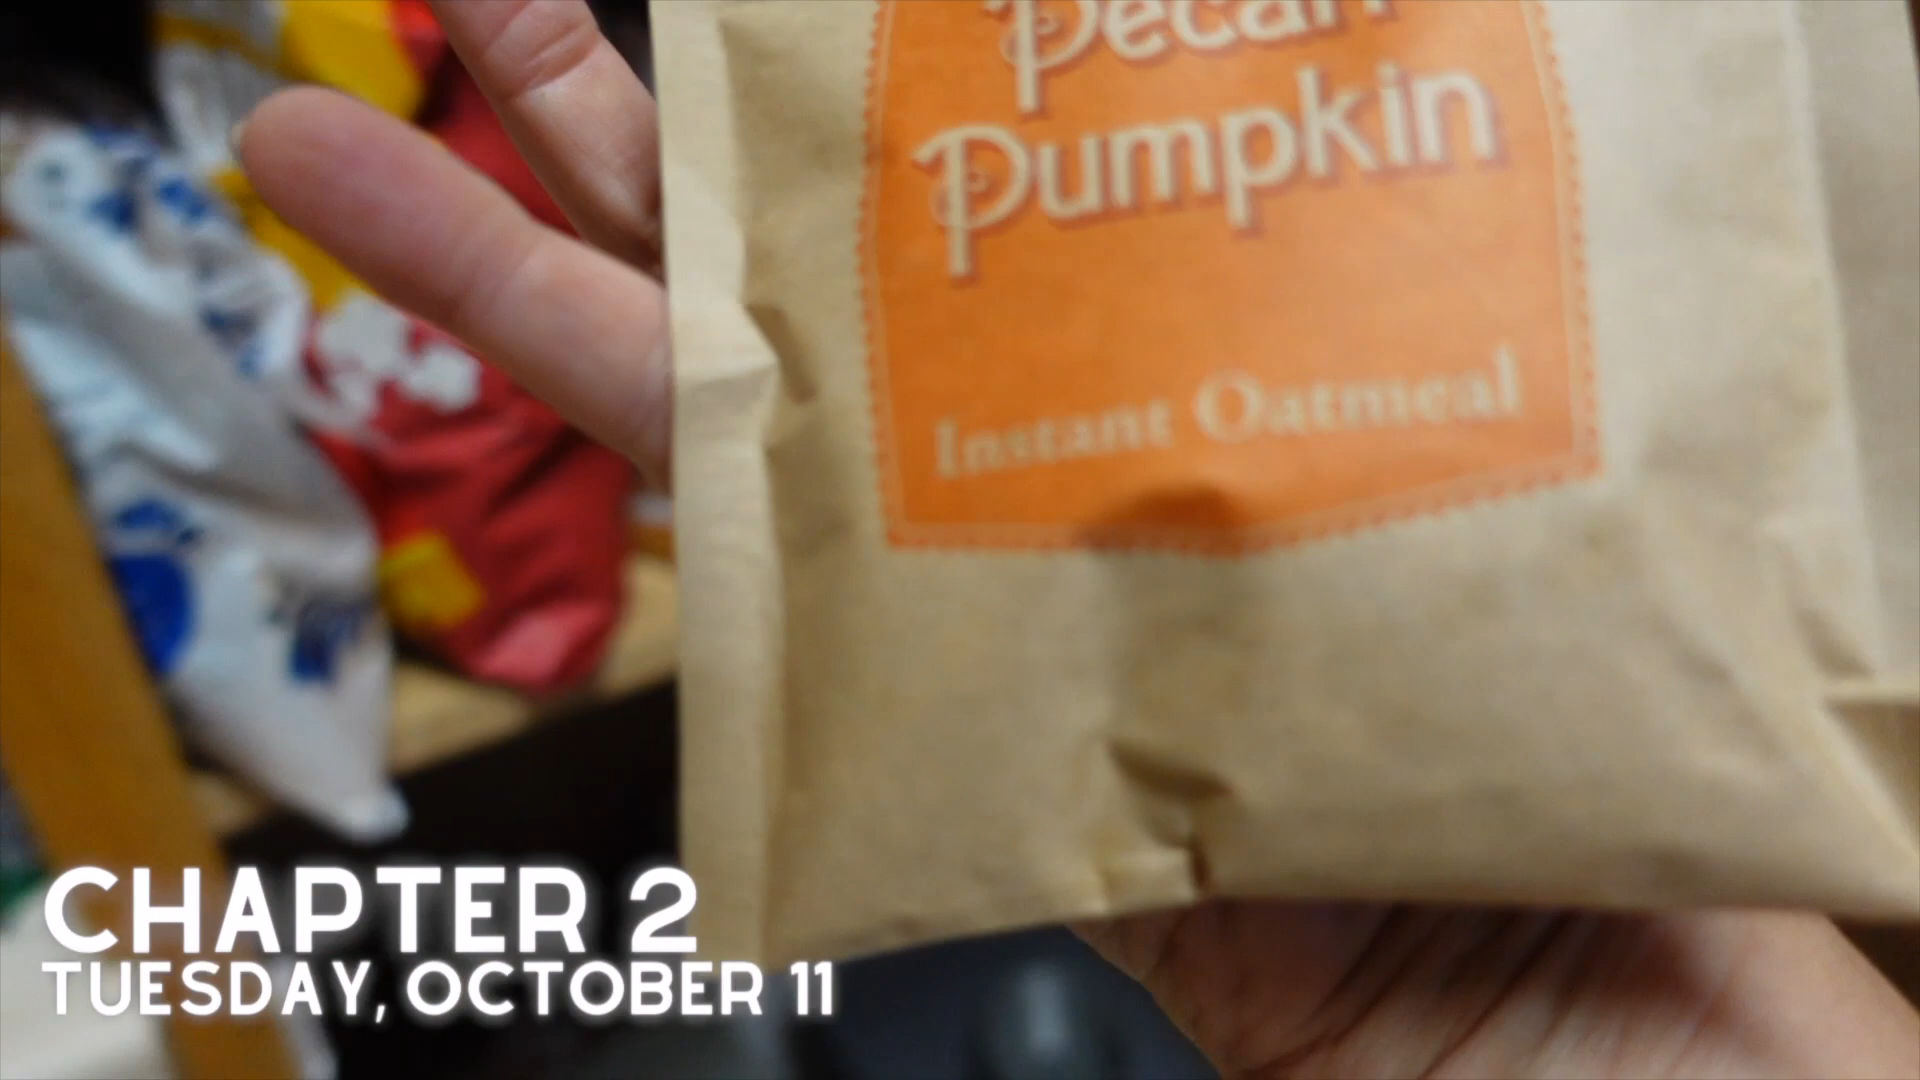 Pecan
Pumpkin
Instant Oatmeal
CHAPTER 2
TUESDAY, OCTOBER 11